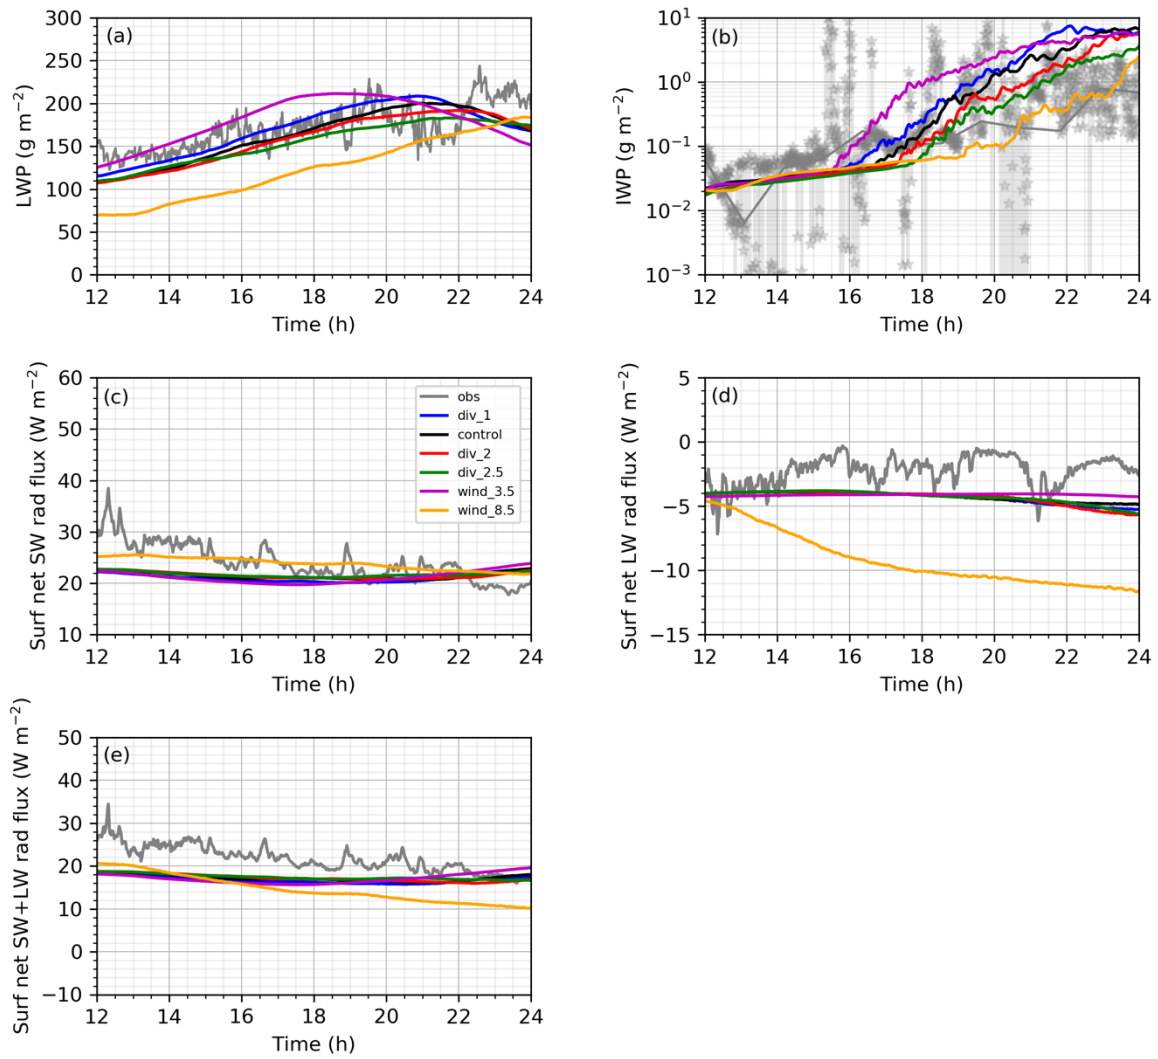 (a)
LWP (g m⁻²)
300
250
200
150
100
50
0
12 14 16 18 20 22 24
Time (h)
(b)
IWP (g m⁻²)
10¹
10⁰
10⁻¹
10⁻²
10⁻³
12 14 16 18 20 22 24
Time (h)
(c)
Surf net SW rad flux (W m⁻²)
60
50
40
30
20
10
obs
div_1
control
div_2
div_2.5
wind_3.5
wind_8.5
12 14 16 18 20 22 24
Time (h)
(d)
Surf net LW rad flux (W m⁻²)
5
0
−5
−10
−15
12 14 16 18 20 22 24
Time (h)
(e)
Surf net SW+LW rad flux (W m⁻²)
50
40
30
20
10
0
−10
12 14 16 18 20 22 24
Time (h)